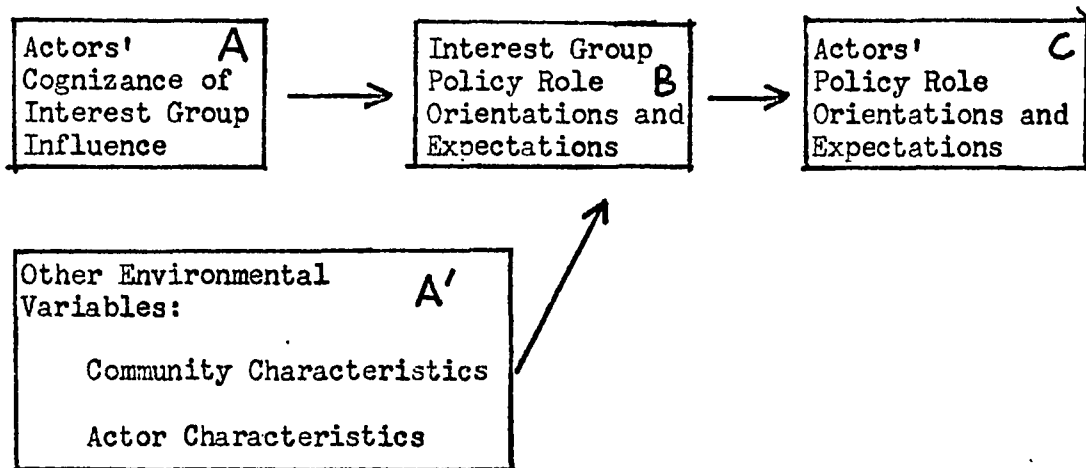 Actors' A
Cognizance of
Interest Group
Influence
Interest Group
Policy Role B
Orientations and
Expectations
Actors' C
Policy Role
Orientations and
Expectations
Other Environmental
Variables: A'
Community Characteristics
Actor Characteristics